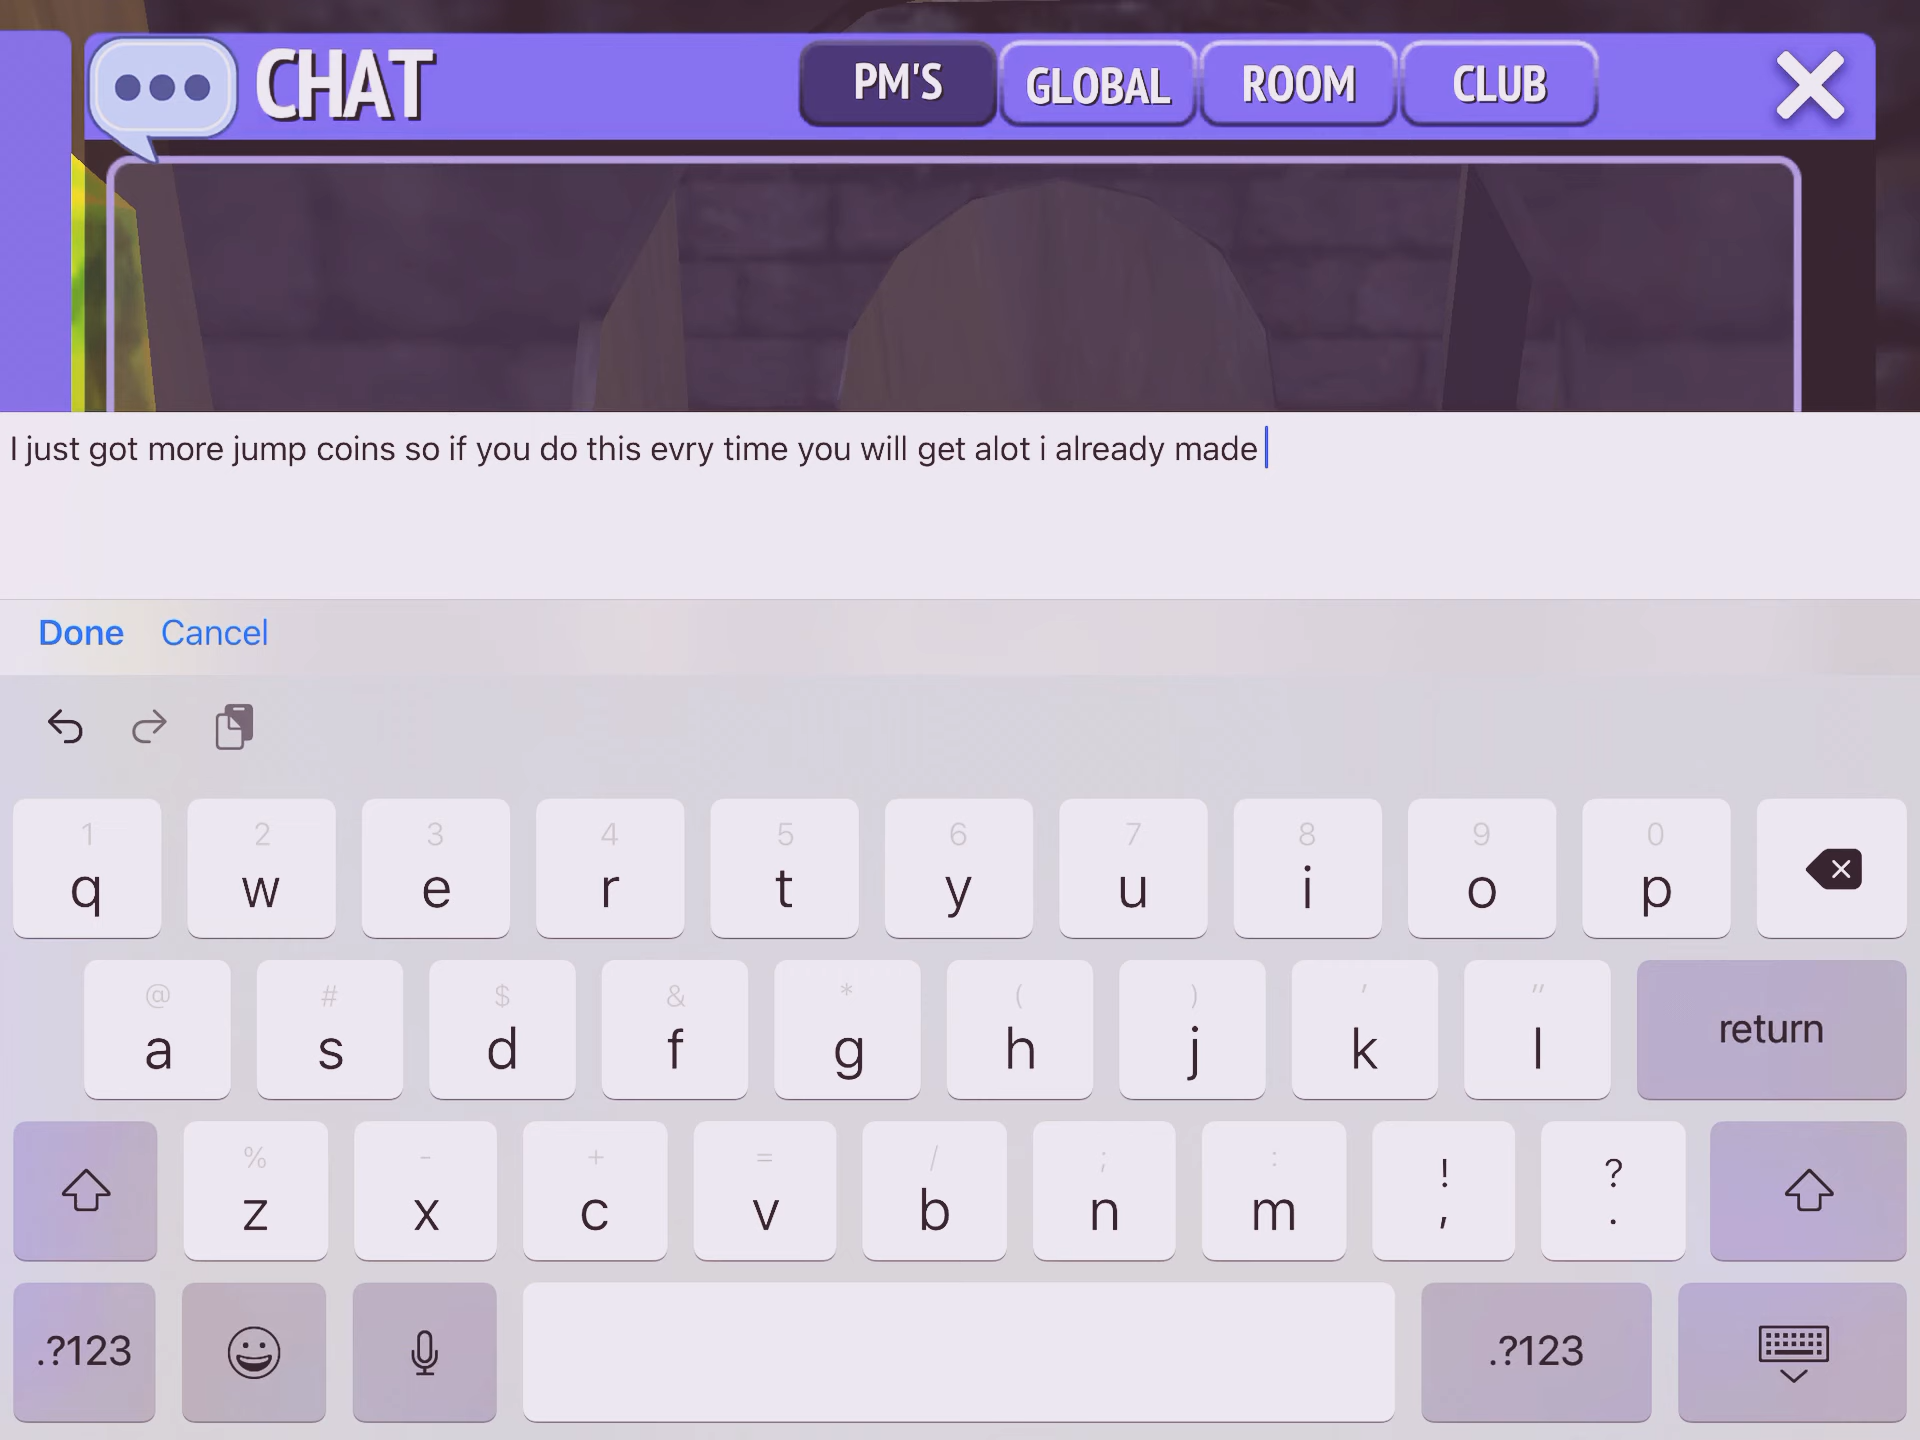 CHAT PM'S GLOBAL ROOM CLUB
I just got more jump coins so if you do this evry time you will get alot i already made
Done Cancel
1 2 3 4 5 6 7 8 9 0
q w e r t y u i o p
@ # $ & * ( ) ' "
a s d f g h j k l return
% - + = / ; : ! ?
z x c v b n m , .
.?123 .?123